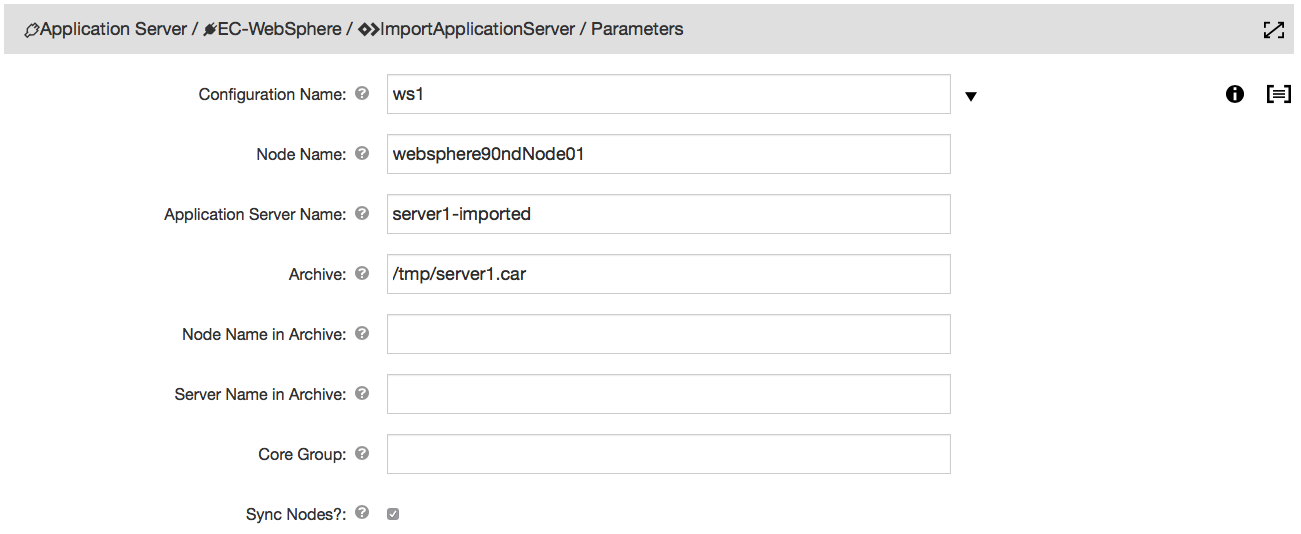 Application Server / EC-WebSphere / ImportApplicationServer / Parameters
Configuration Name: ws1
Node Name: websphere90ndNode01
Application Server Name: server1-imported
Archive: /tmp/server1.car
Node Name in Archive:
Server Name in Archive:
Core Group:
Sync Nodes?: